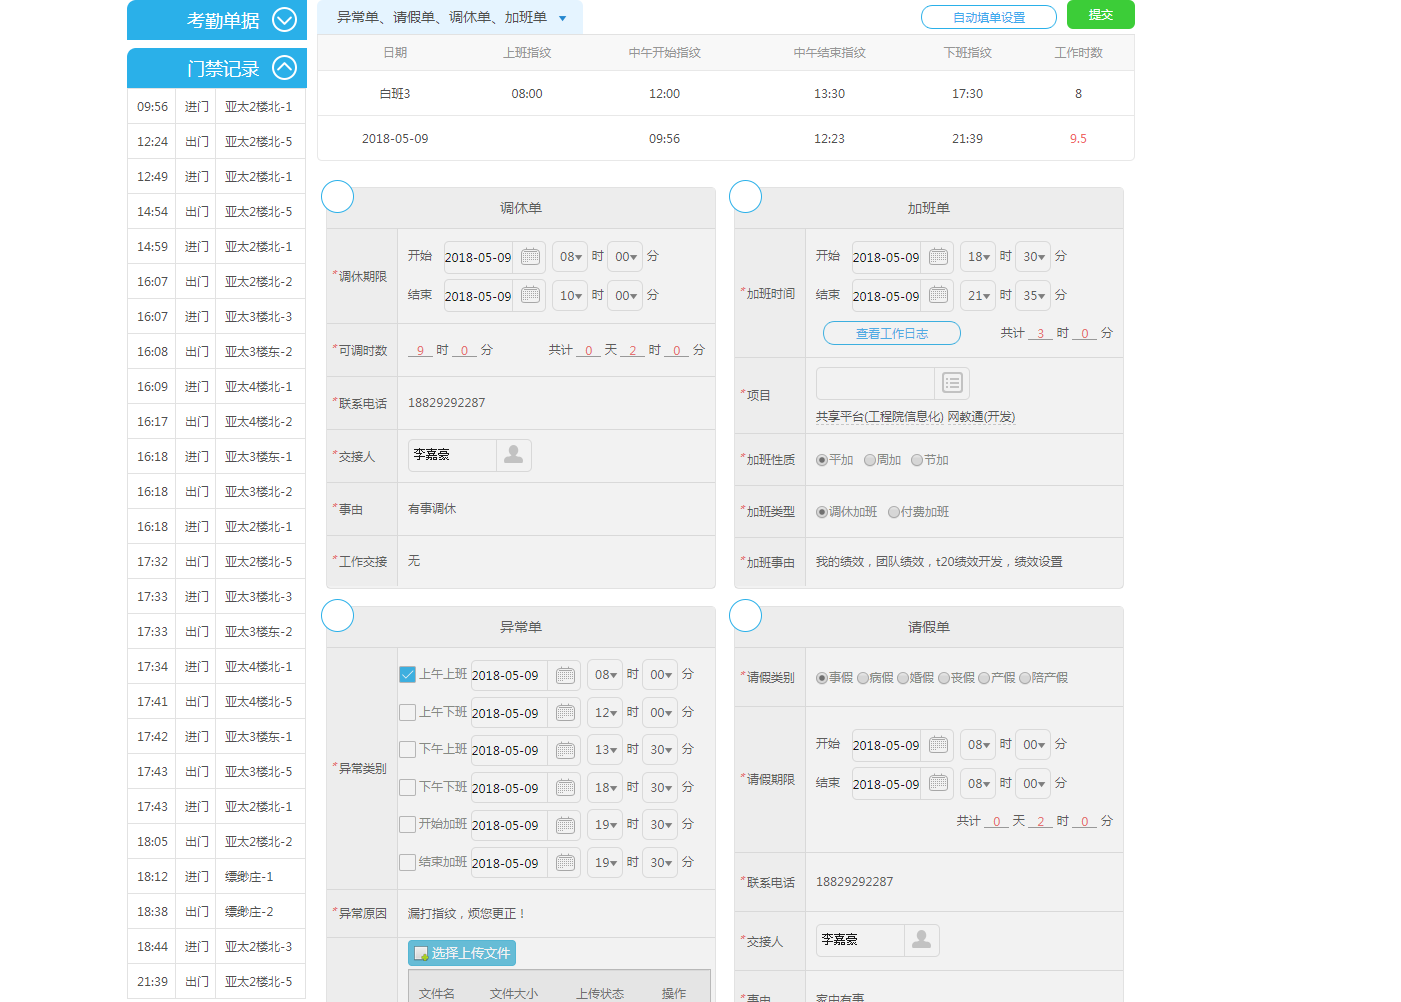 考勤单据
门禁记录
09:56 进门 亚太2楼北-1
12:24 出门 亚太2楼北-5
12:49 进门 亚太2楼北-1
14:54 出门 亚太2楼北-5
14:59 进门 亚太2楼北-1
16:07 出门 亚太2楼北-2
16:07 进门 亚太3楼北-3
16:08 出门 亚太3楼东-2
16:09 进门 亚太4楼北-1
16:17 出门 亚太4楼北-2
16:18 进门 亚太3楼东-1
16:18 出门 亚太3楼北-2
16:18 进门 亚太2楼北-1
17:32 出门 亚太2楼北-5
17:33 进门 亚太3楼北-3
17:33 出门 亚太3楼东-2
17:34 进门 亚太4楼北-1
17:41 出门 亚太4楼北-5
17:42 进门 亚太3楼东-1
17:43 出门 亚太3楼北-5
17:43 进门 亚太2楼北-1
18:05 出门 亚太2楼北-2
18:12 进门 缥缈庄-1
18:38 出门 缥缈庄-2
18:44 进门 亚太2楼北-3
21:39 出门 亚太2楼北-5
异常单、请假单、调休单、加班单 自动填单设置 提交
日期 上班指纹 中午开始指纹 中午结束指纹 下班指纹 工作时数
白班3 08:00 12:00 13:30 17:30 8
2018-05-09 09:56 12:23 21:39 9.5
调休单
*调休期限
开始 2018-05-09 08 时 00 分
结束 2018-05-09 10 时 00 分
*可调时数 9 时 0 分 共计 0 天 2 时 0 分
*联系电话 18829292287
*交接人 李嘉豪
*事由 有事调休
*工作交接 无
加班单
*加班时间
开始 2018-05-09 18 时 30 分
结束 2018-05-09 21 时 35 分
查看工作日志 共计 3 时 0 分
*项目
共享平台(工程院信息化) 网教通(开发)
*加班性质 平加 周加 节加
*加班类型 调休加班 付费加班
*加班事由 我的绩效，团队绩效，t20绩效开发，绩效设置
异常单
*异常类别
上午上班 2018-05-09 08 时 00 分
上午下班 2018-05-09 12 时 00 分
下午上班 2018-05-09 13 时 30 分
下午下班 2018-05-09 18 时 30 分
开始加班 2018-05-09 19 时 30 分
结束加班 2018-05-09 19 时 30 分
*异常原因 漏打指纹，烦您更正！
选择上传文件
文件名 文件大小 上传状态 操作
请假单
*请假类别 事假 病假 婚假 丧假 产假 陪产假
*请假期限
开始 2018-05-09 08 时 00 分
结束 2018-05-09 08 时 00 分
共计 0 天 2 时 0 分
*联系电话 18829292287
*交接人 李嘉豪
*事由 家中有事